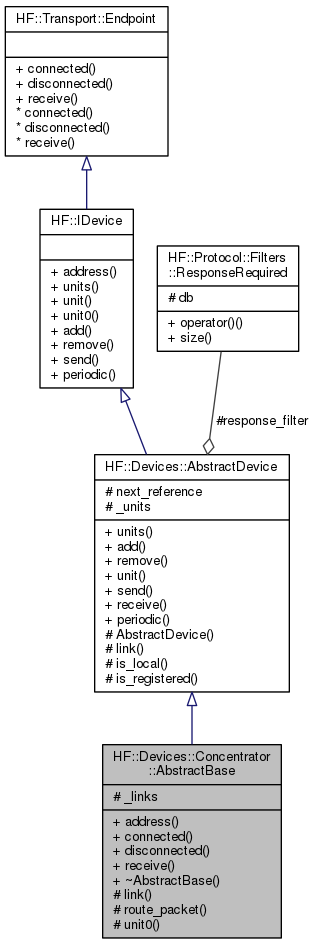 HF::Transport::Endpoint
+ connected()
+ disconnected()
+ receive()
* connected()
* disconnected()
* receive()
HF::IDevice
+ address()
+ units()
+ unit()
+ unit0()
+ add()
+ remove()
+ send()
+ periodic()
HF::Protocol::Filters
::ResponseRequired
# db
+ operator()()
+ size()
#response_filter
HF::Devices::AbstractDevice
# next_reference
# _units
+ units()
+ add()
+ remove()
+ unit()
+ send()
+ receive()
+ periodic()
# AbstractDevice()
# link()
# is_local()
# is_registered()
HF::Devices::Concentrator
::AbstractBase
# _links
+ address()
+ connected()
+ disconnected()
+ receive()
+ ~AbstractBase()
# link()
# route_packet()
# unit0()